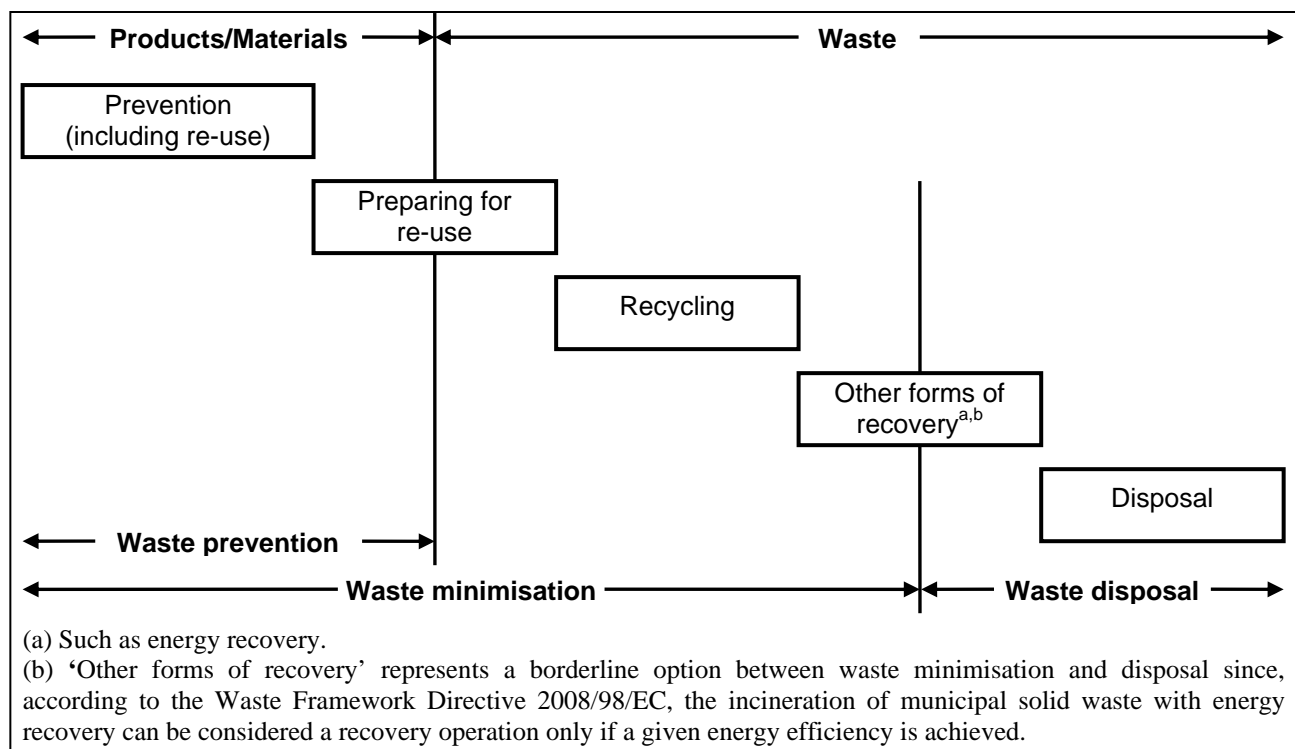 Products/Materials
Waste
Prevention
(including re-use)
Preparing for
re-use
Recycling
Other forms of
recovery^a,b
Disposal
Waste prevention
Waste minimisation
Waste disposal
(a) Such as energy recovery.
(b) ‘Other forms of recovery’ represents a borderline option between waste minimisation and disposal since,
according to the Waste Framework Directive 2008/98/EC, the incineration of municipal solid waste with energy
recovery can be considered a recovery operation only if a given energy efficiency is achieved.